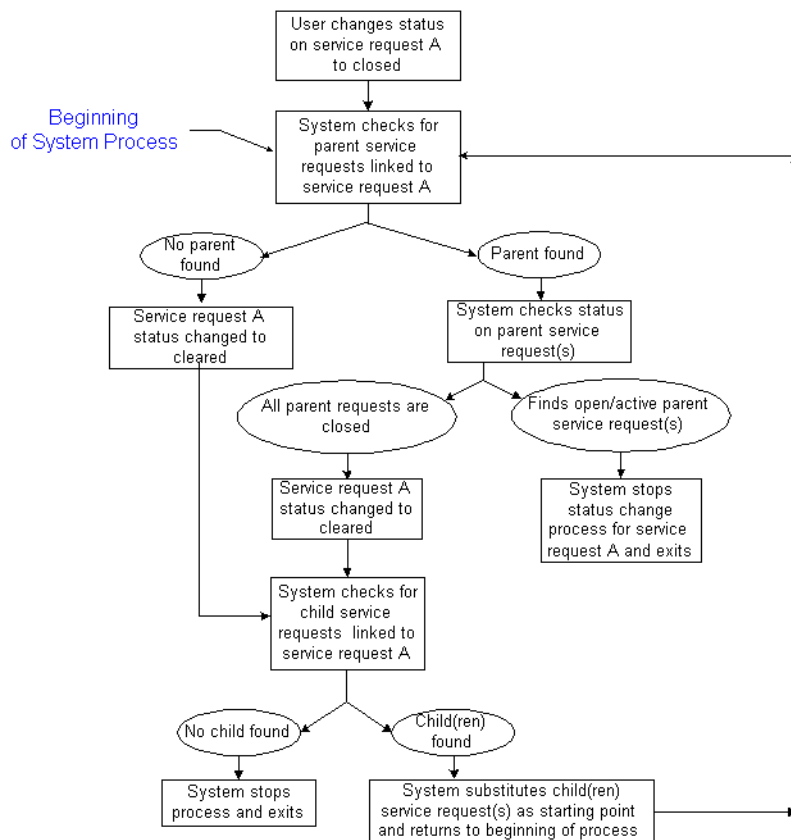 User changes status
on service request A
to closed
Beginning
of System Process
System checks for
parent service
requests linked to
service request A
No parent
found
Parent found
Service request A
status changed to
cleared
System checks status
on parent service
request(s)
All parent requests are
closed
Finds open/active parent
service request(s)
Service request A
status changed to
cleared
System stops
status change
process for service
request A and exits
System checks for
child service
requests linked to
service request A
No child found
Child(ren)
found
System stops
process and exits
System substitutes child(ren)
service request(s) as starting point
and returns to beginning of process